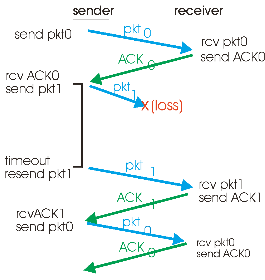 sender receiver
send pkt0
pkt0
rcv pkt0
send ACK0
ACK0
rcv ACK0
send pkt1
pkt1
X (loss)
timeout
resend pkt1
pkt1
rcv pkt1
send ACK1
ACK1
rcvACK1
send pkt0
pkt0
rcv pkt0
send ACK0
ACK0